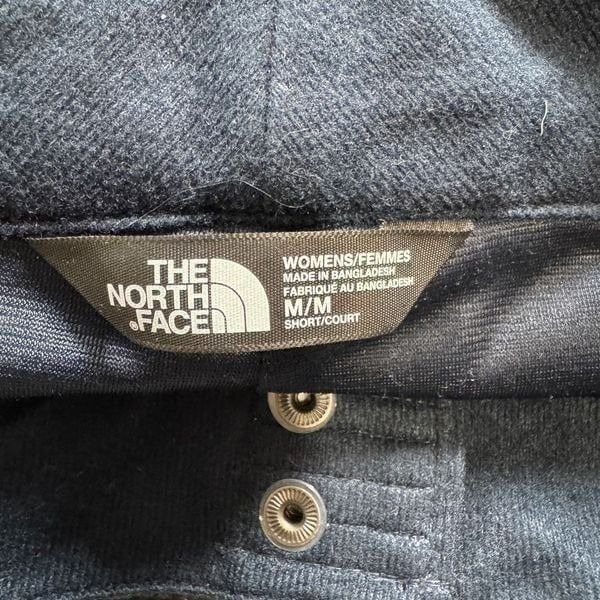 THE
NORTH
FACE®
WOMENS/FEMMES
MADE IN BANGLADESH
FABRIQUÉ AU BANGLADESH
M/M
SHORT/COURT